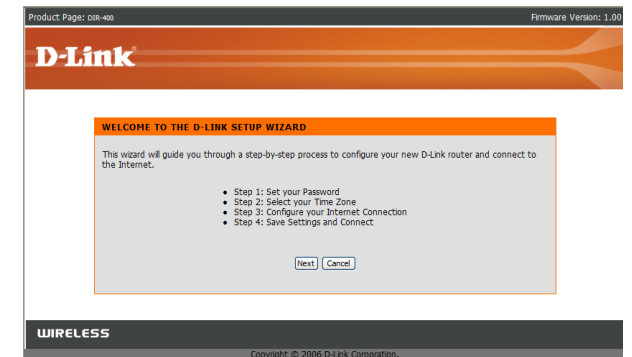 Product Page: DIR-400
Firmware Version: 1.00
D-Link
WELCOME TO THE D-LINK SETUP WIZARD
This wizard will guide you through a step-by-step process to configure your new D-Link router and connect to
the Internet.
• Step 1: Set your Password
• Step 2: Select your Time Zone
• Step 3: Configure your Internet Connection
• Step 4: Save Settings and Connect
Next Cancel
WIRELESS
Copyright © 2006 D-Link Corporation.